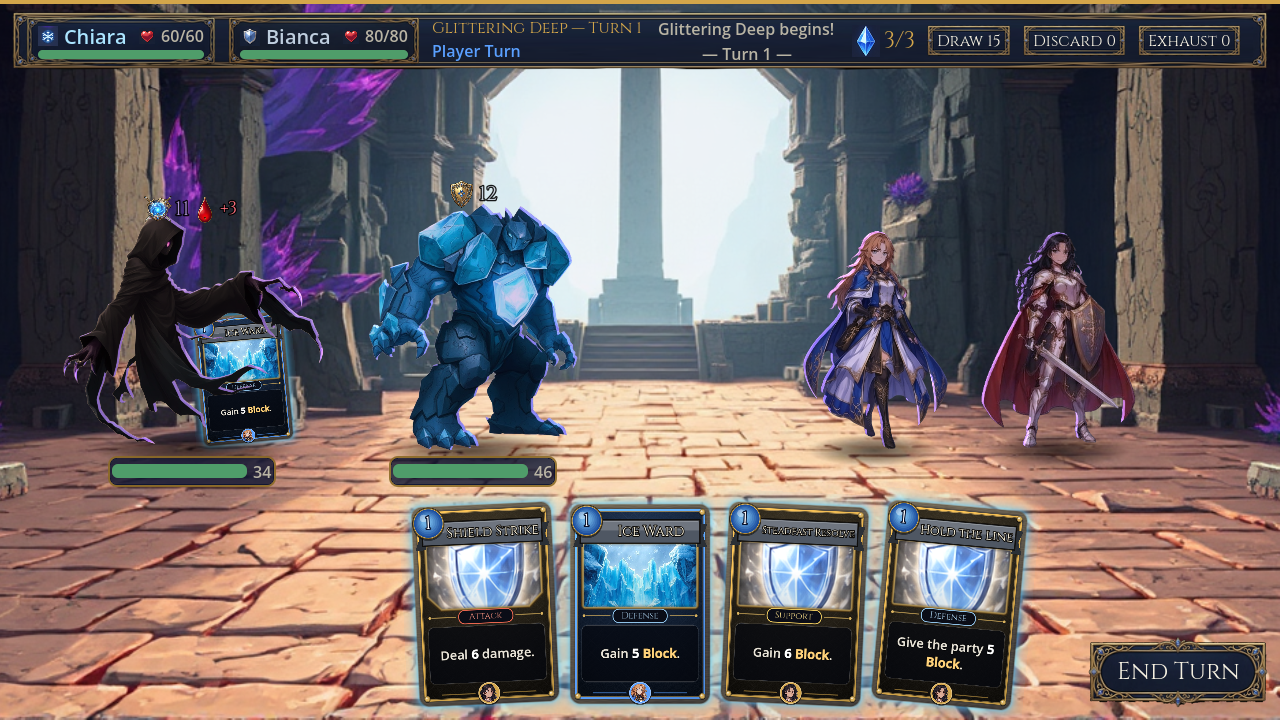 Chiara 60/60
Bianca 80/80
Glittering Deep — Turn 1
Player Turn
Glittering Deep begins!
— Turn 1 —
3/3
Draw 15
Discard 0
Exhaust 0
11 +3
12
Ice Ward
Defense
Gain 5 Block.
34
46
1 Shield Strike
Attack
Deal 6 damage.
1 Ice Ward
Defense
Gain 5 Block.
1 Steadfast Resolve
Support
Gain 6 Block.
1 Hold the Line
Defense
Give the party 5
Block.
End Turn